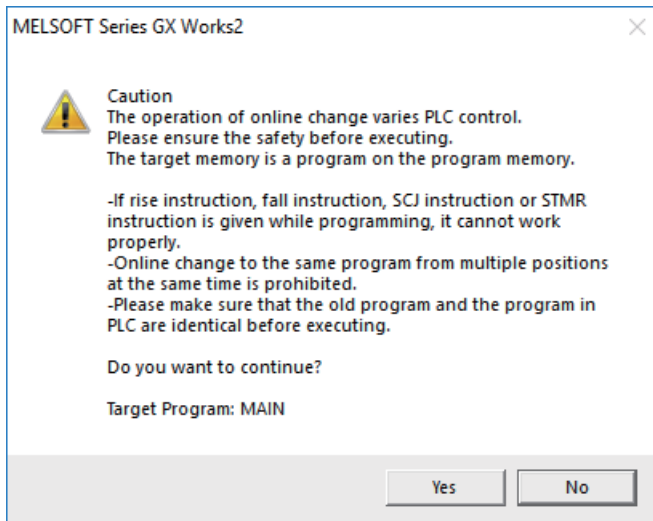 MELSOFT Series GX Works2
Caution
The operation of online change varies PLC control.
Please ensure the safety before executing.
The target memory is a program on the program memory.
-If rise instruction, fall instruction, SCJ instruction or STMR
instruction is given while programming, it cannot work
properly.
-Online change to the same program from multiple positions
at the same time is prohibited.
-Please make sure that the old program and the program in
PLC are identical before executing.
Do you want to continue?
Target Program: MAIN
Yes
No